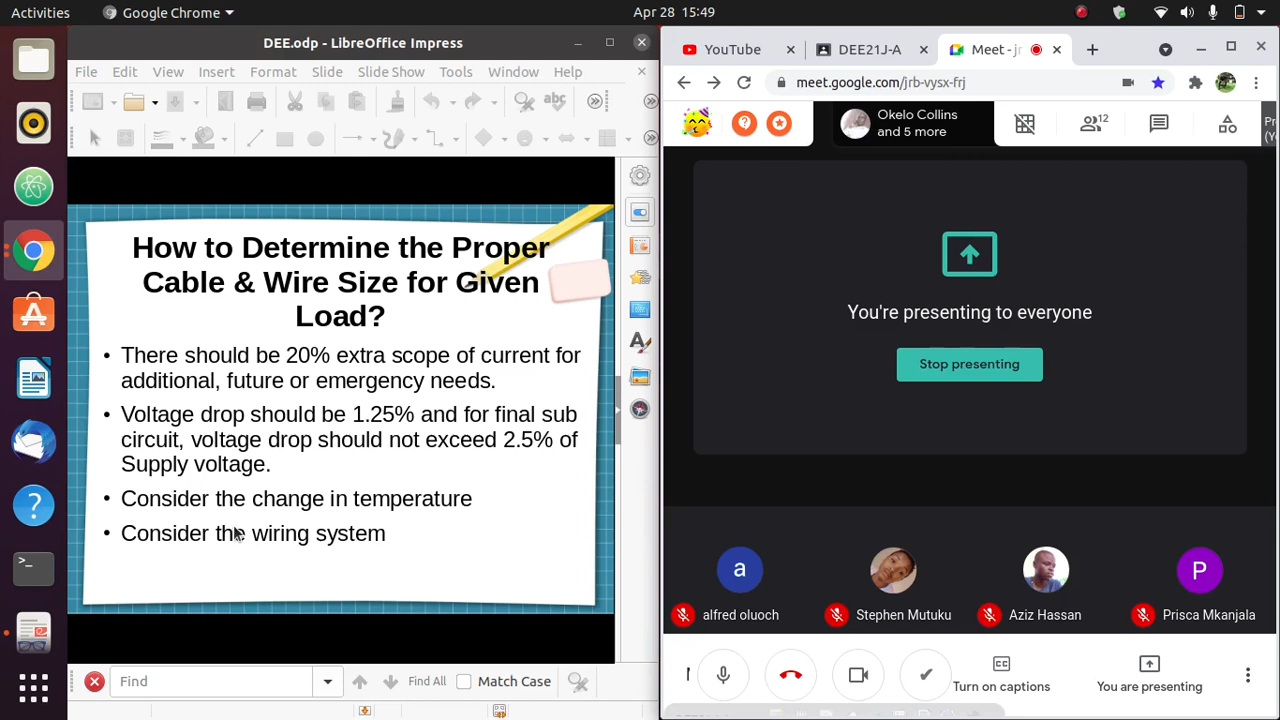 Activities
Google Chrome
Apr 28 15:49
DEE.odp - LibreOffice Impress
File Edit View Insert Format Slide Slide Show Tools Window Help
How to Determine the Proper
Cable & Wire Size for Given
Load?
• There should be 20% extra scope of current for
additional, future or emergency needs.
• Voltage drop should be 1.25% and for final sub
circuit, voltage drop should not exceed 2.5% of
Supply voltage.
• Consider the change in temperature
• Consider the wiring system
Find
Find All
Match Case
YouTube
DEE21J-A
Meet - jr
meet.google.com/jrb-vysx-frj
Okelo Collins
and 5 more
12
You're presenting to everyone
Stop presenting
a
P
alfred oluoch
Stephen Mutuku
Aziz Hassan
Prisca Mkanjala
Turn on captions
You are presenting